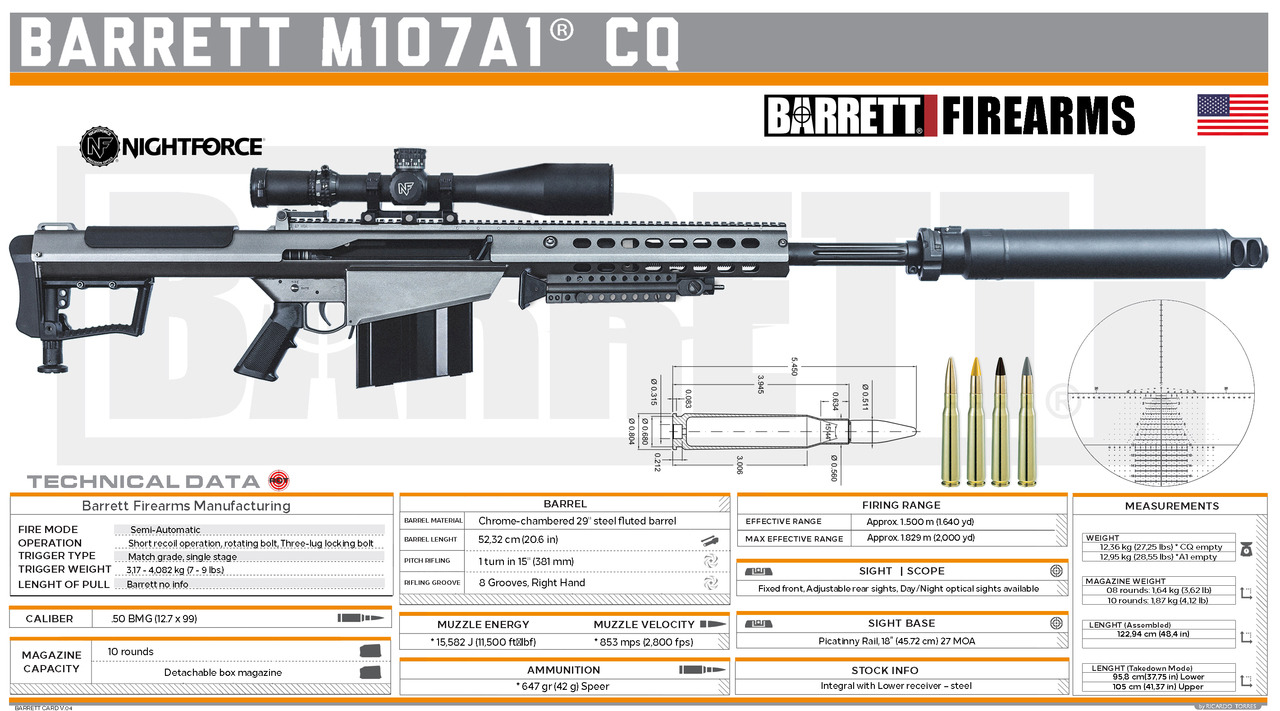 BARRETT M107A1® CQ
BARRETT® FIREARMS
NIGHTFORCE
NF
NF
BARRETT®
5.450
3.945
0.634
Ø 0.511
Ø 0.315
0.083
Ø 0.680
Ø 0.804
0.212
3.006
Ø 0.560
TECHNICAL DATA
Barrett Firearms Manufacturing
FIRE MODE Semi-Automatic
OPERATION Short recoil operation, rotating bolt, Three-lug locking bolt
TRIGGER TYPE Match grade, single stage
TRIGGER WEIGHT 3,17 - 4,082 kg (7 - 9 lbs)
LENGHT OF PULL Barrett no info
CALIBER .50 BMG (12.7 x 99)
MAGAZINE CAPACITY 10 rounds
Detachable box magazine
BARREL
BARREL MATERIAL Chrome-chambered 29" steel fluted barrel
BARREL LENGHT 52,32 cm (20.6 in)
PITCH RIFLING 1 turn in 15" (381 mm)
RIFLING GROOVE 8 Grooves, Right Hand
MUZZLE ENERGY MUZZLE VELOCITY
* 15,582 J (11,500 ft lbf) * 853 mps (2,800 fps)
AMMUNITION
* 647 gr (42 g) Speer
FIRING RANGE
EFFECTIVE RANGE Approx. 1.500 m (1.640 yd)
MAX EFFECTIVE RANGE Approx. 1.829 m (2,000 yd)
SIGHT | SCOPE
Fixed front, Adjustable rear sights, Day/Night optical sights available
SIGHT BASE
Picatinny Rail, 18" (45.72 cm) 27 MOA
STOCK INFO
Integral with Lower receiver – steel
MEASUREMENTS
WEIGHT
12,36 kg (27,25 lbs) * CQ empty
12,95 kg (28,55 lbs) *A1 empty
MAGAZINE WEIGHT
08 rounds: 1,64 kg (3,62 lb)
10 rounds: 1,87 kg (4,12 lb)
LENGHT (Assembled)
122,94 cm (48,4 in)
LENGHT (Takedown Mode)
95,8 cm(37,75 in) Lower
105 cm (41.37 in) Upper
BARRETT CARD V.04
by RICARDO TORRES